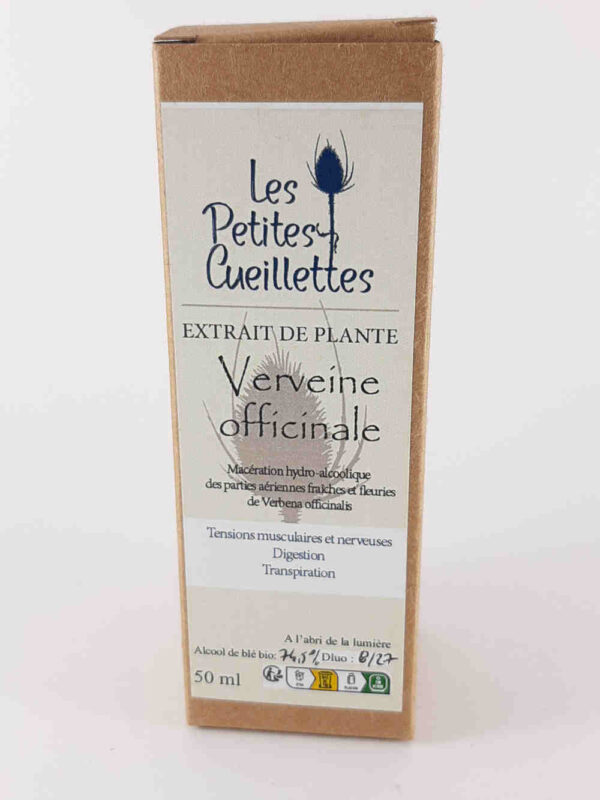 Les
Petites
Cueillettes
EXTRAIT DE PLANTE
Verveine
officinale
Macération hydro-alcoolique
des parties aériennes fraîches et fleuries
de Verbena officinalis
Tensions musculaires et nerveuses
Digestion
Transpiration
A l'abri de la lumière
Alcool de blé bio: 74,5% Dluo : 8/27
50 ml